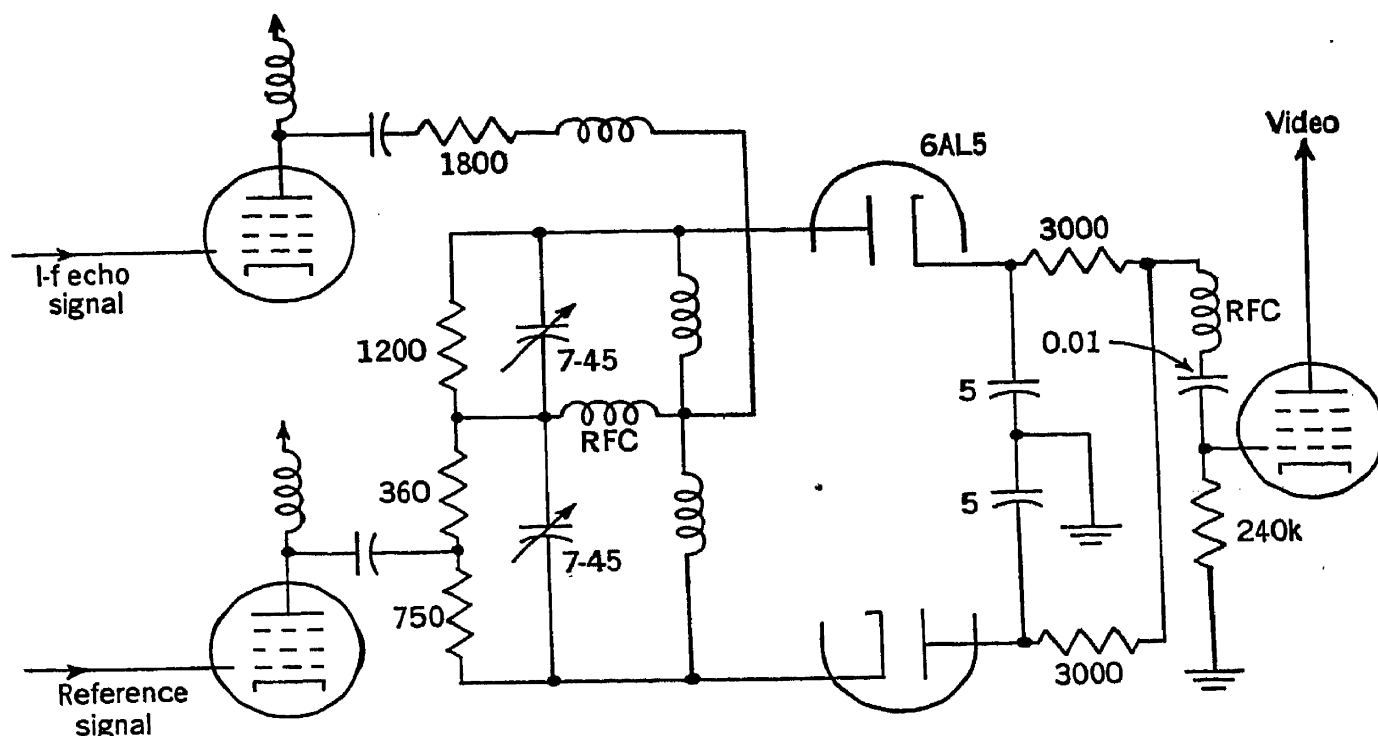 1800
6AL5
Video
3000
I-f echo
signal
RFC
1200
7-45
0.01
5
RFC
360
5
7-45
240k
750
3000
Reference
signal